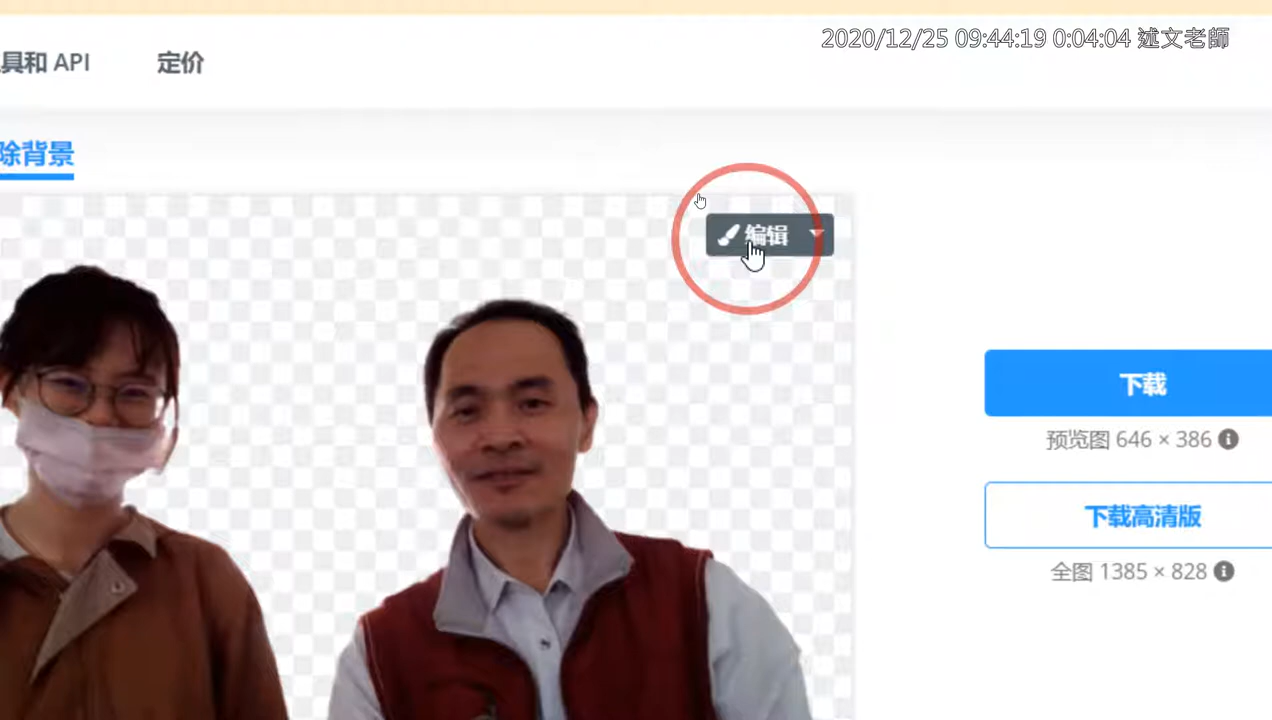 2020/12/25 09:44:19 0:04:04 述文老師
具和 API
定价
除背景
编辑
下载
预览图 646 × 386
下载高清版
全图 1385 × 828